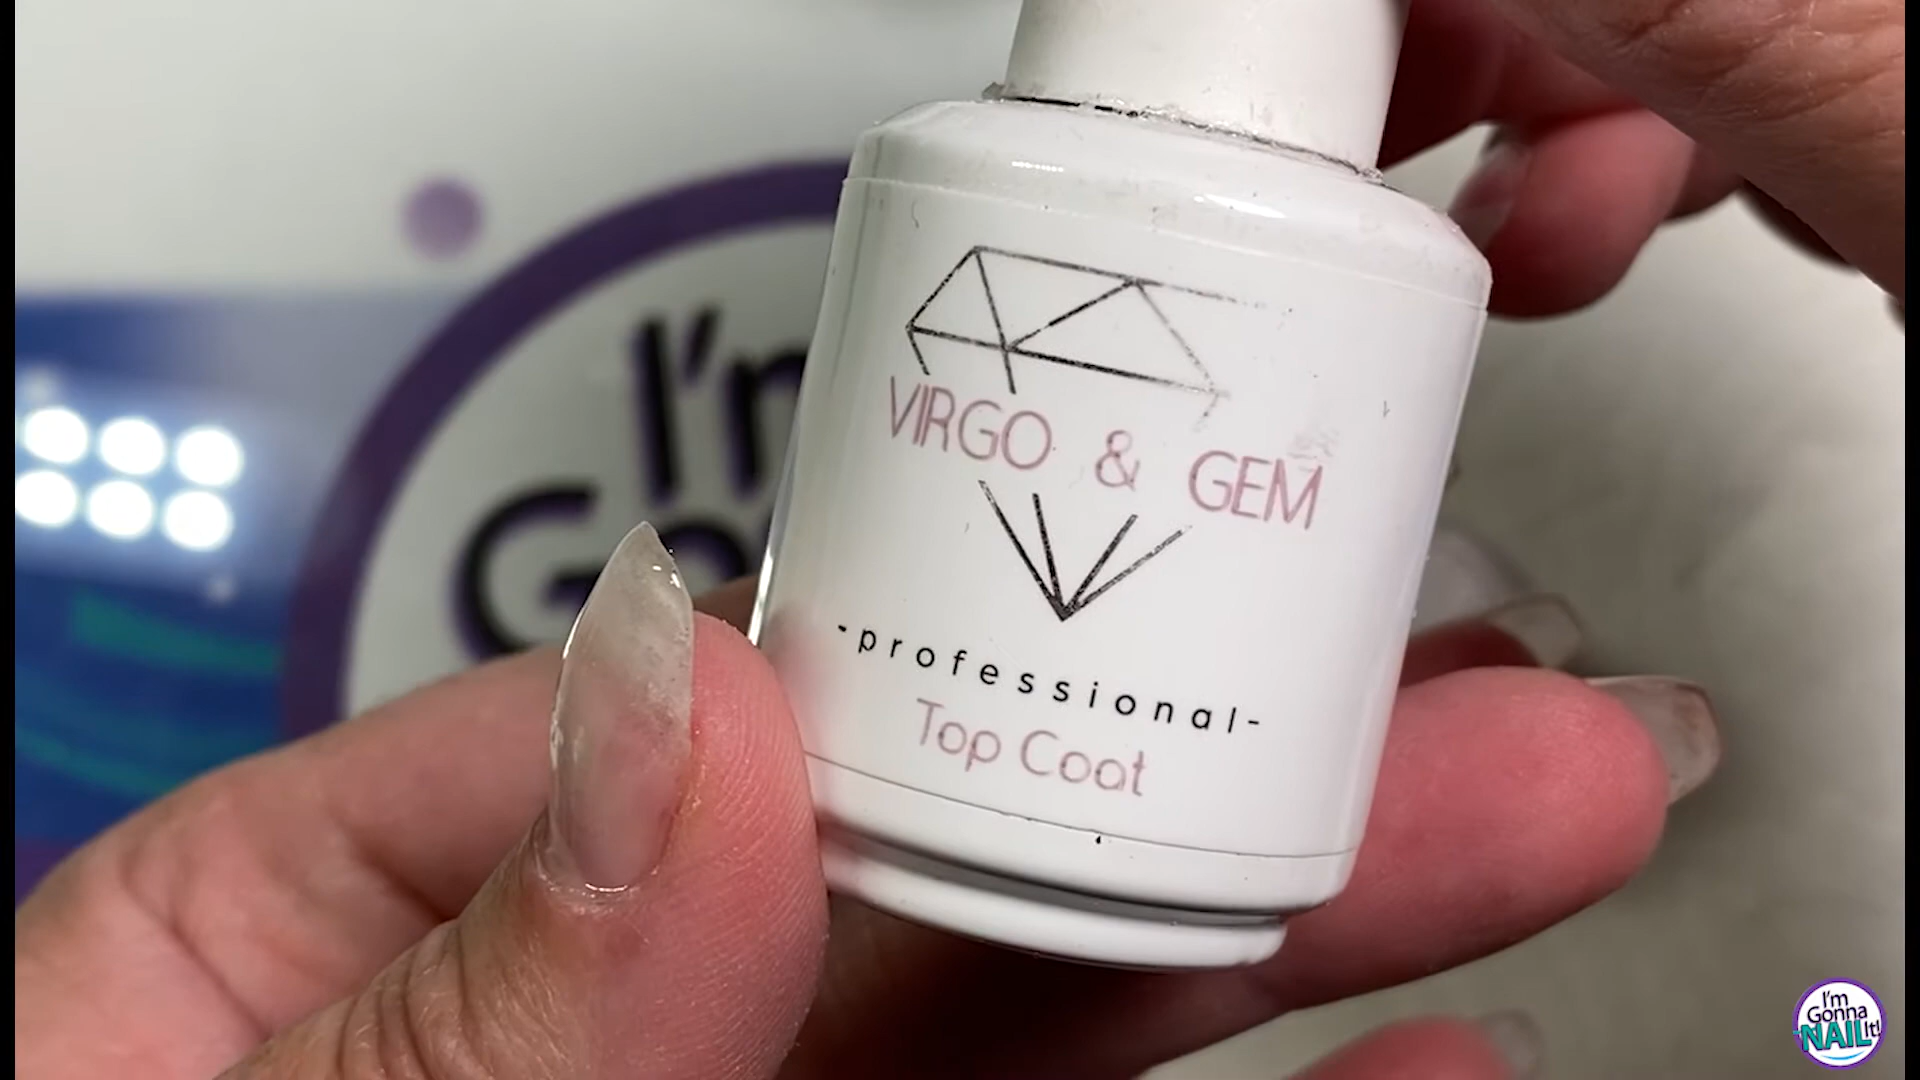 I'm
VIRGO & GEM
-professional-
Top Coat
I'm
Gonna
NAIL It!